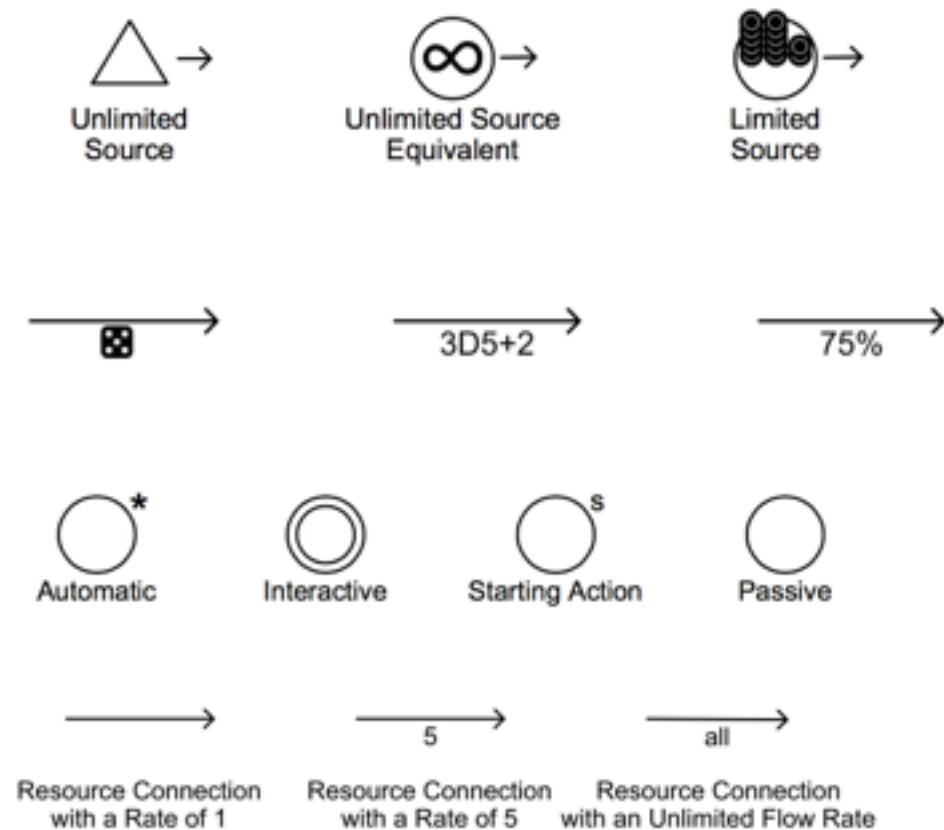 Unlimited
Source
Unlimited Source
Equivalent
Limited
Source
3D5+2
75%
*
s
Automatic
Interactive
Starting Action
Passive
5
all
Resource Connection
with a Rate of 1
Resource Connection
with a Rate of 5
Resource Connection
with an Unlimited Flow Rate